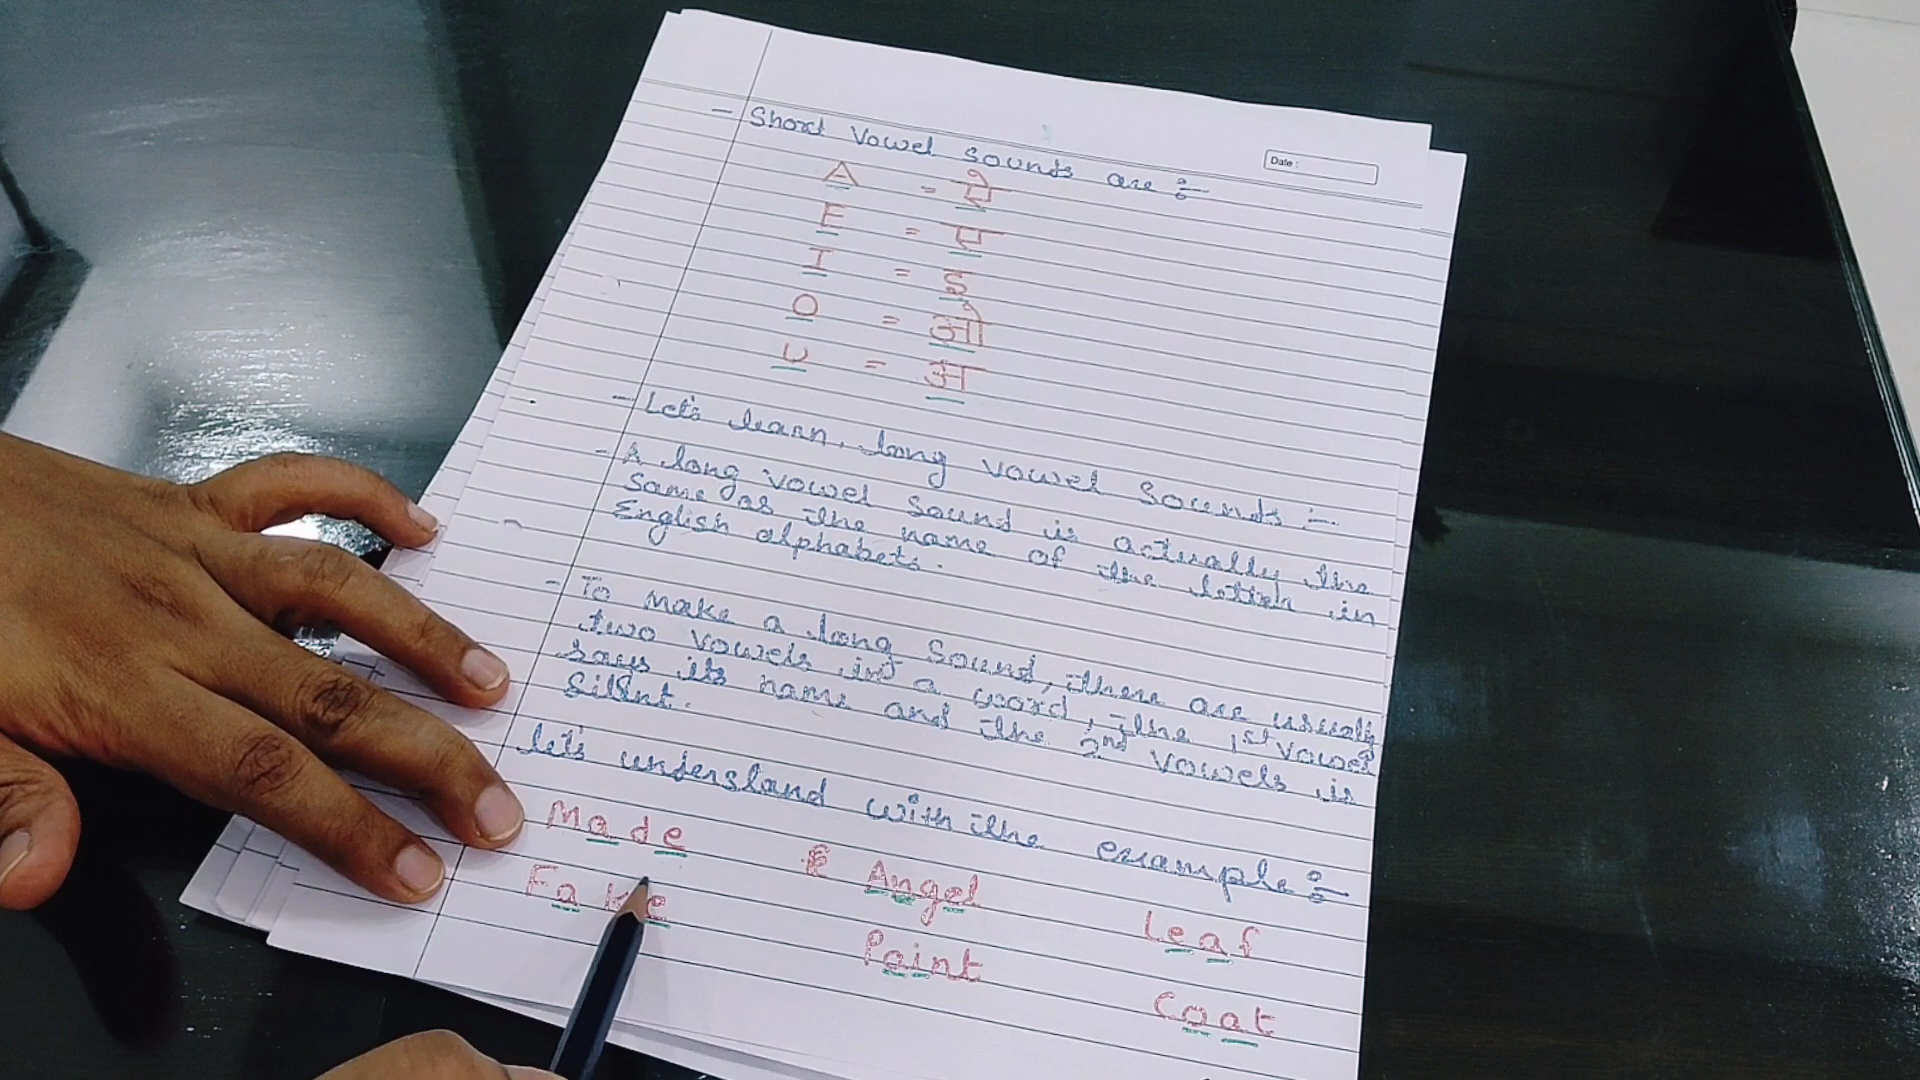 Date :
- Short Vowel sounds are :-
A = ऐ
E = ए
I = इ
O = ओ
U = अ
- Let's learn, long vowel sounds :-
- A long vowel sound is actually the
same as the name of the letter in
English alphabets.
- To make a long sound, there are usually
two vowels in a word, the 1st vowel
says its name and the 2nd vowels is
silent.
let's understand with the example :-
Made Angel Leaf
Fake Paint Coat